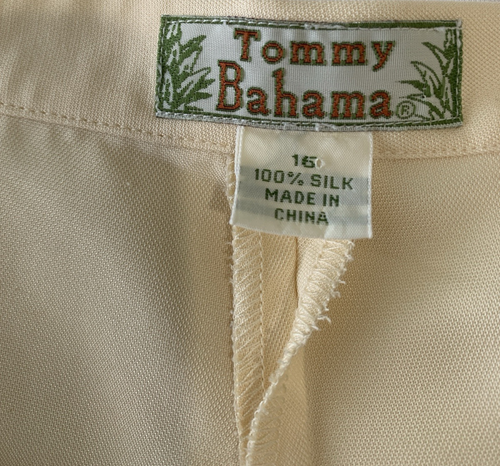 Tommy
Bahama®
16
100% SILK
MADE IN
CHINA